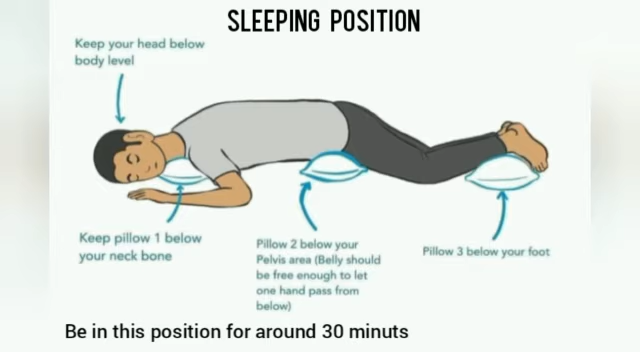 SLEEPING POSITION
Keep your head below
body level
Keep pillow 1 below
your neck bone
Pillow 2 below your
Pelvis area (Belly should
be free enough to let
one hand pass from
below)
Pillow 3 below your foot
Be in this position for around 30 minuts